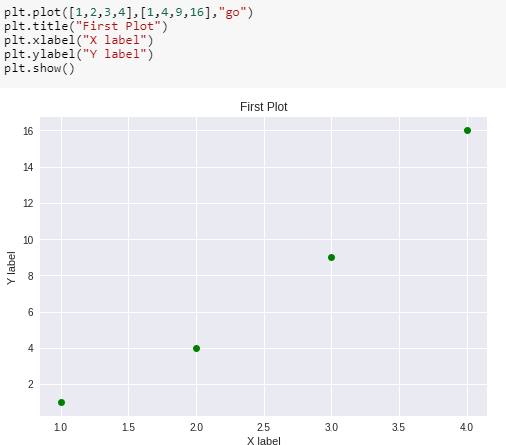 plt.plot([1,2,3,4],[1,4,9,16],"go")
plt.title("First Plot")
plt.xlabel("X label")
plt.ylabel("Y label")
plt.show()
First Plot
16
14
12
10
8
6
4
2
Y label
1.0 1.5 2.0 2.5 3.0 3.5 4.0
X label